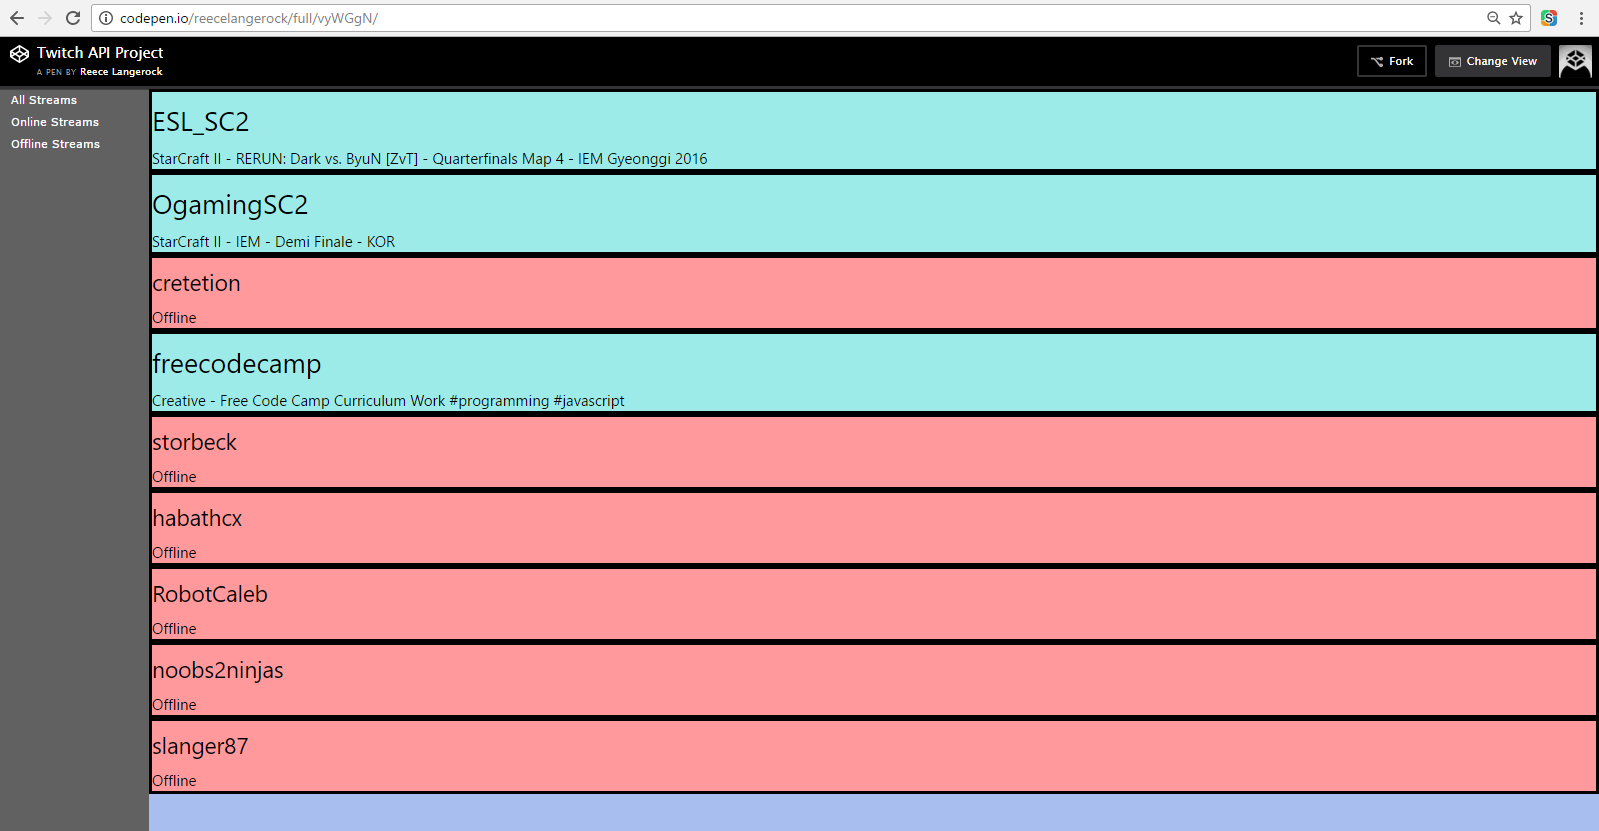 codepen.io/reecelangerock/full/vyWGgN/
Twitch API Project
A PEN BY Reece Langerock
Fork
Change View
All Streams
Online Streams
Offline Streams
ESL_SC2
StarCraft II - RERUN: Dark vs. ByuN [ZvT] - Quarterfinals Map 4 - IEM Gyeonggi 2016
OgamingSC2
StarCraft II - IEM - Demi Finale - KOR
cretetion
Offline
freecodecamp
Creative - Free Code Camp Curriculum Work #programming #javascript
storbeck
Offline
habathcx
Offline
RobotCaleb
Offline
noobs2ninjas
Offline
slanger87
Offline